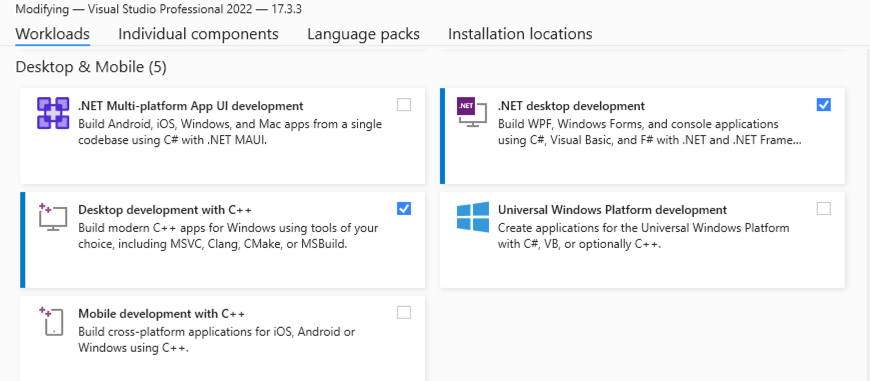 Modifying — Visual Studio Professional 2022 — 17.3.3
Workloads Individual components Language packs Installation locations
Desktop & Mobile (5)
.NET Multi-platform App UI development
Build Android, iOS, Windows, and Mac apps from a single
codebase using C# with .NET MAUI.
.NET
.NET desktop development
Build WPF, Windows Forms, and console applications
using C#, Visual Basic, and F# with .NET and .NET Frame...
Desktop development with C++
Build modern C++ apps for Windows using tools of your
choice, including MSVC, Clang, CMake, or MSBuild.
Universal Windows Platform development
Create applications for the Universal Windows Platform
with C#, VB, or optionally C++.
Mobile development with C++
Build cross-platform applications for iOS, Android or
Windows using C++.